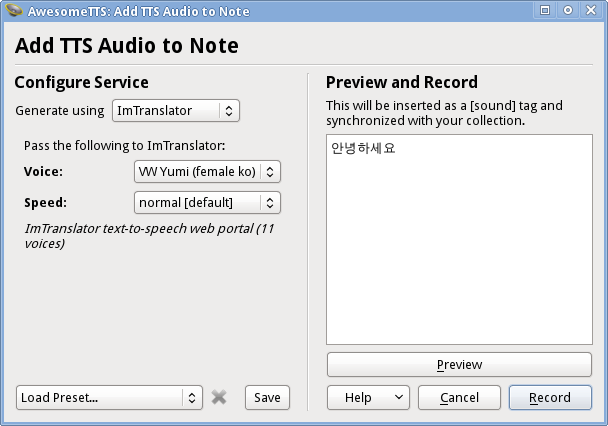 AwesomeTTS: Add TTS Audio to Note
Add TTS Audio to Note
Configure Service
Generate using ImTranslator
Pass the following to ImTranslator:
Voice: VW Yumi (female ko)
Speed: normal [default]
ImTranslator text-to-speech web portal (11
voices)
Load Preset... Save
Preview and Record
This will be inserted as a [sound] tag and
synchronized with your collection.
안녕하세요
Preview
Help Cancel Record